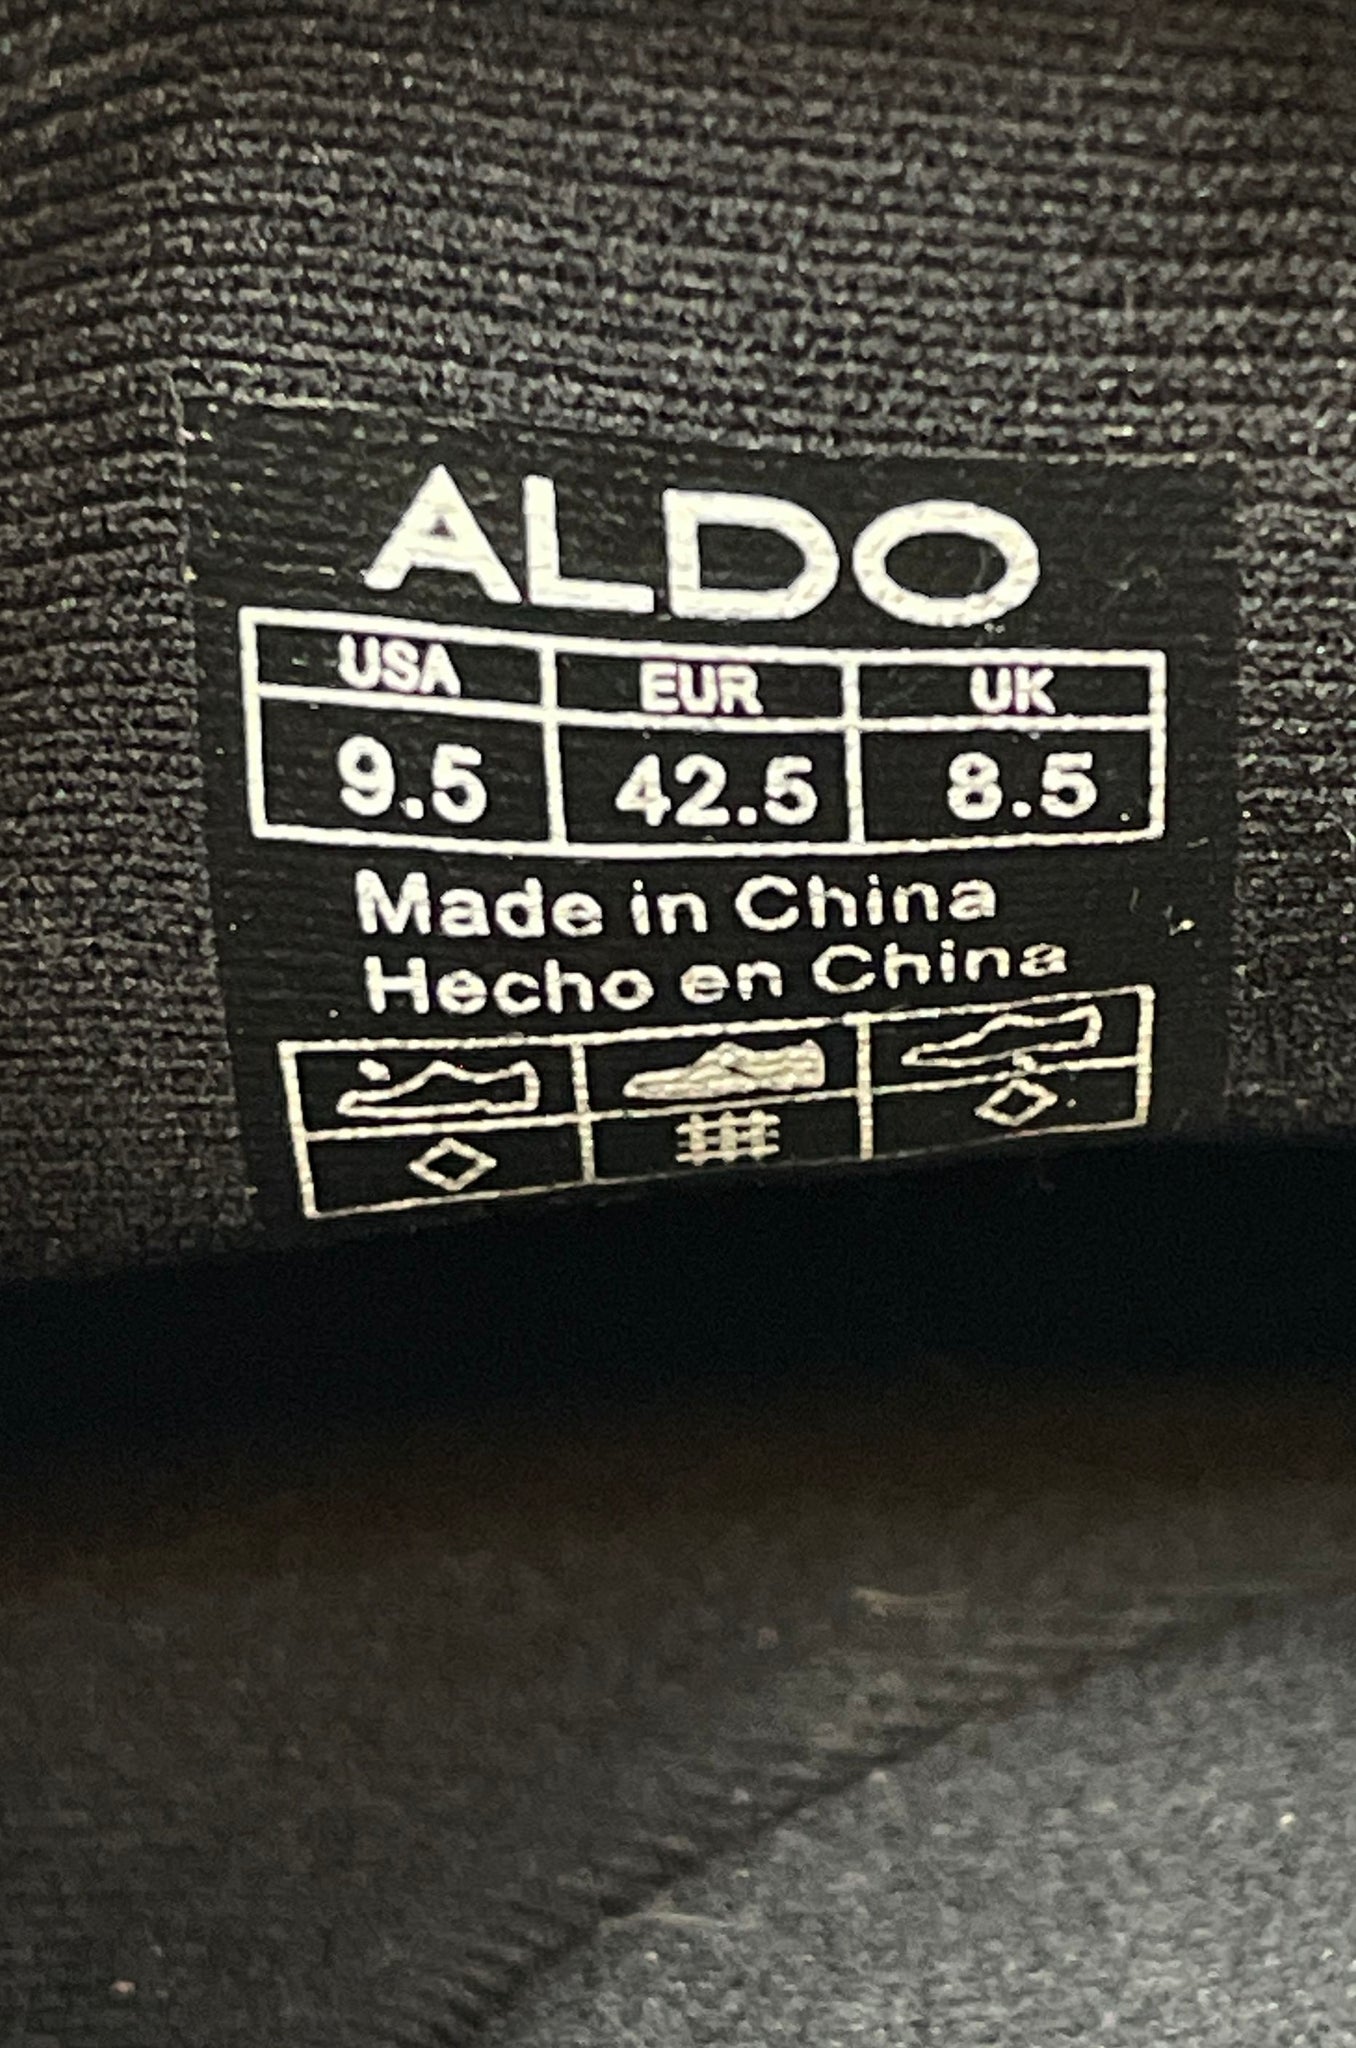 ALDO
USA EUR UK
9.5 42.5 8.5
Made in China
Hecho en China